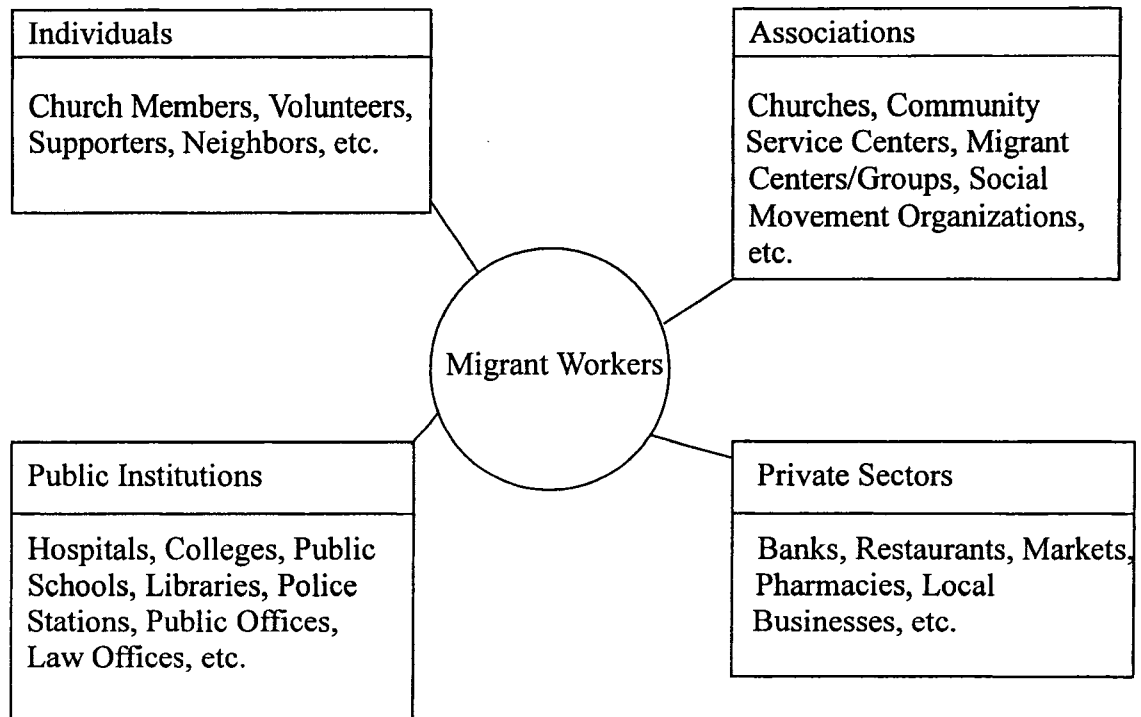 Individuals
Church Members, Volunteers,
Supporters, Neighbors, etc.
Associations
Churches, Community
Service Centers, Migrant
Centers/Groups, Social
Movement Organizations,
etc.
Migrant Workers
Public Institutions
Hospitals, Colleges, Public
Schools, Libraries, Police
Stations, Public Offices,
Law Offices, etc.
Private Sectors
Banks, Restaurants, Markets,
Pharmacies, Local
Businesses, etc.